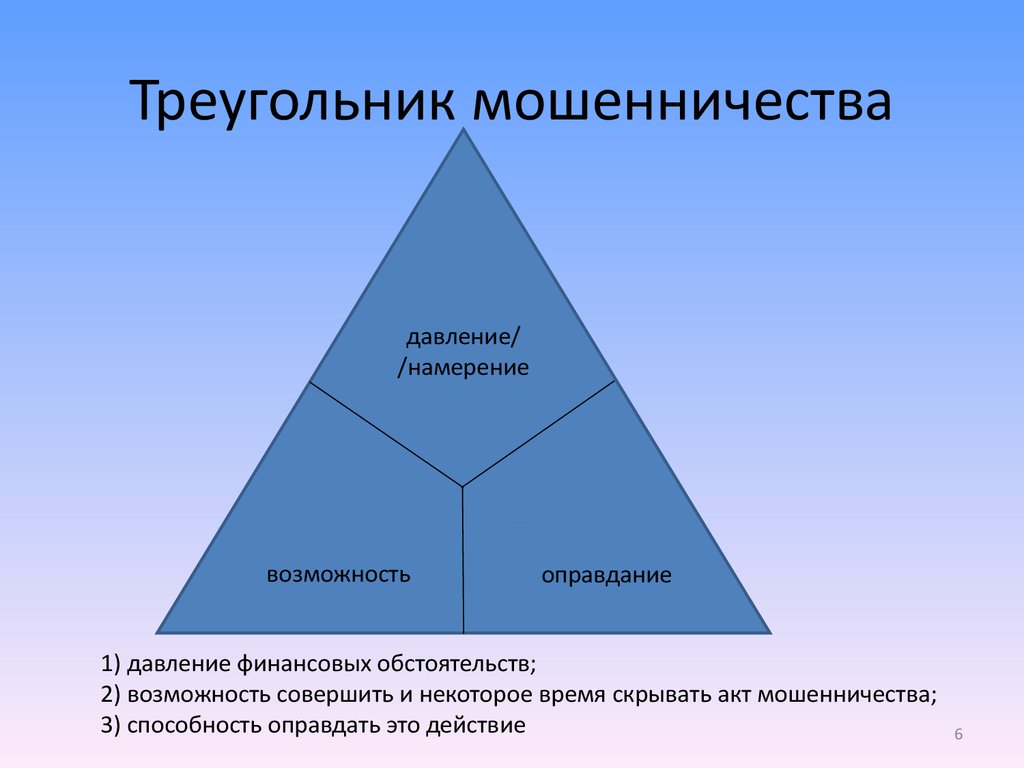 Треугольник мошенничества
давление/
/намерение
возможность
оправдание
1) давление финансовых обстоятельств;
2) возможность совершить и некоторое время скрывать акт мошенничества;
3) способность оправдать это действие
6